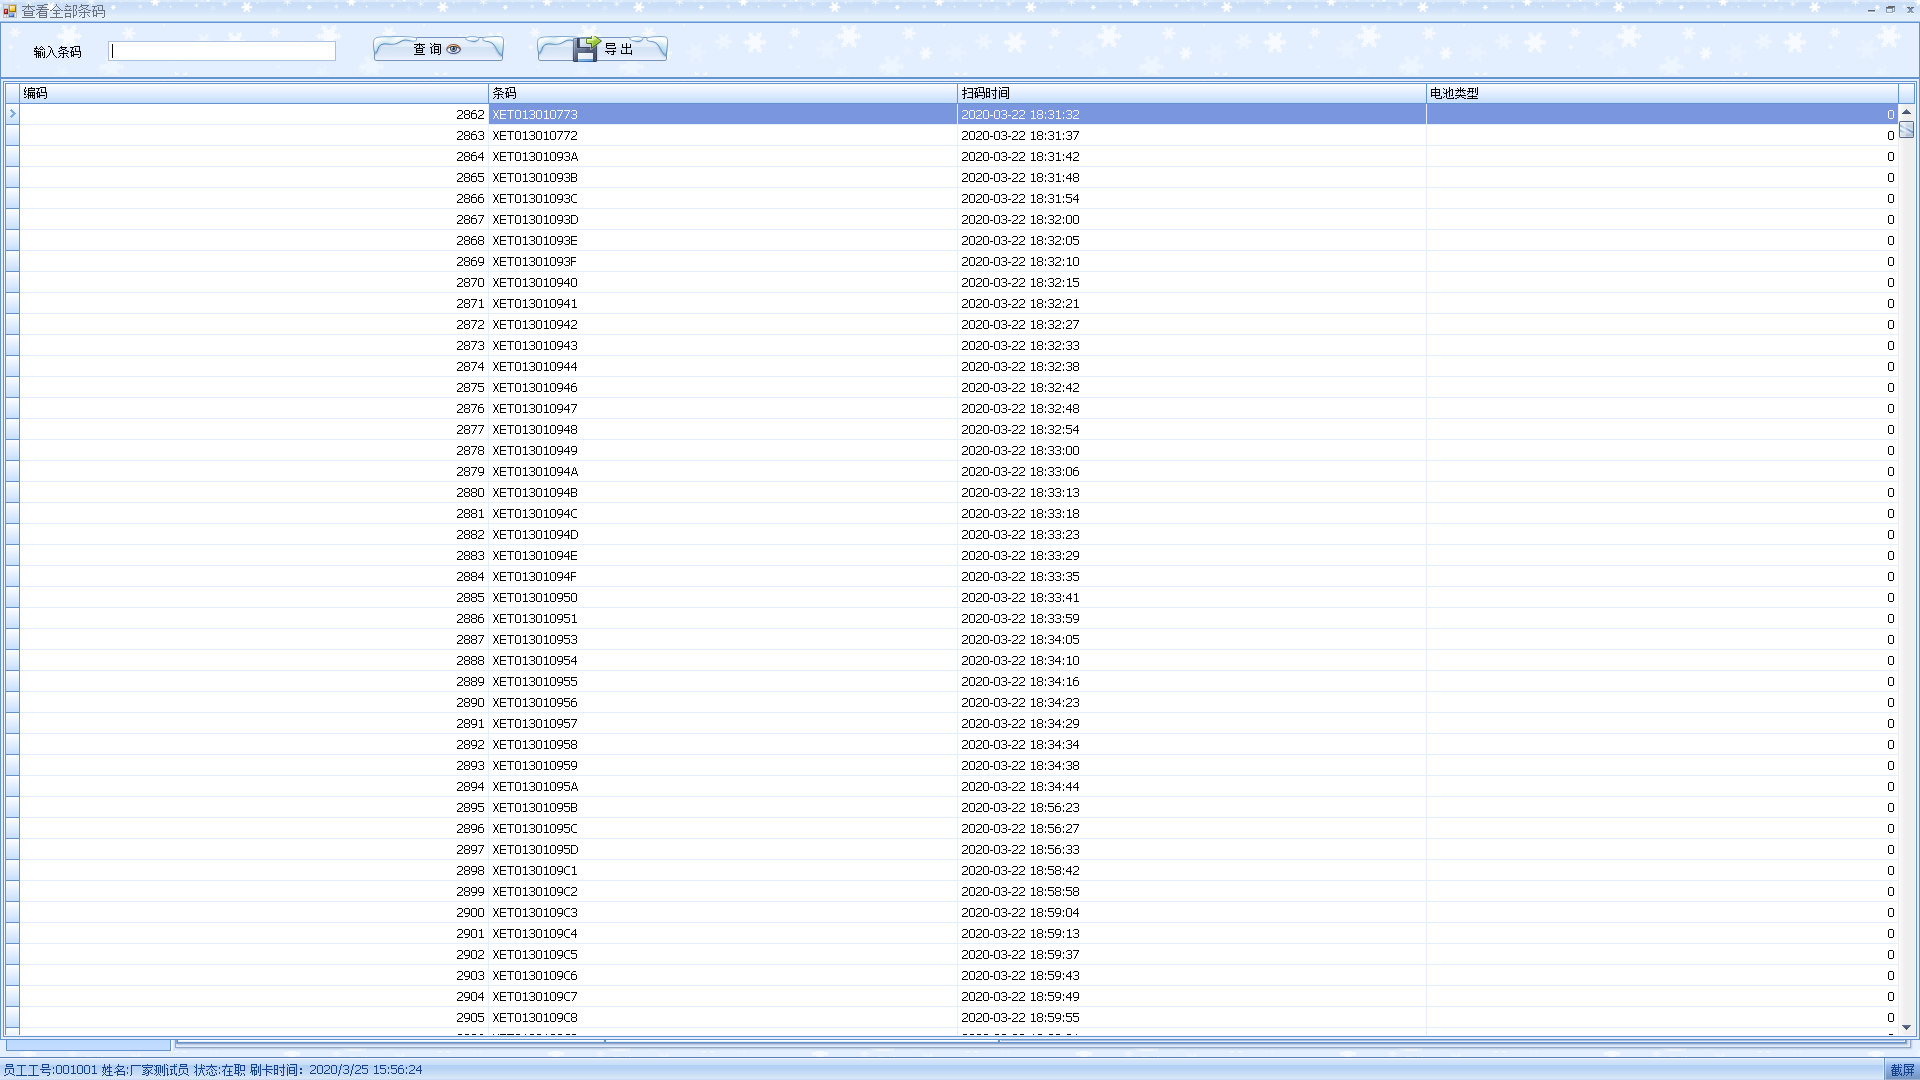 查看全部条码
输入条码 查 询 导 出
编码 条码 扫码时间 电池类型
2862 XET013010773 2020-03-22 18:31:32 0
2863 XET013010772 2020-03-22 18:31:37 0
2864 XET01301093A 2020-03-22 18:31:42 0
2865 XET01301093B 2020-03-22 18:31:48 0
2866 XET01301093C 2020-03-22 18:31:54 0
2867 XET01301093D 2020-03-22 18:32:00 0
2868 XET01301093E 2020-03-22 18:32:05 0
2869 XET01301093F 2020-03-22 18:32:10 0
2870 XET013010940 2020-03-22 18:32:15 0
2871 XET013010941 2020-03-22 18:32:21 0
2872 XET013010942 2020-03-22 18:32:27 0
2873 XET013010943 2020-03-22 18:32:33 0
2874 XET013010944 2020-03-22 18:32:38 0
2875 XET013010946 2020-03-22 18:32:42 0
2876 XET013010947 2020-03-22 18:32:48 0
2877 XET013010948 2020-03-22 18:32:54 0
2878 XET013010949 2020-03-22 18:33:00 0
2879 XET01301094A 2020-03-22 18:33:06 0
2880 XET01301094B 2020-03-22 18:33:13 0
2881 XET01301094C 2020-03-22 18:33:18 0
2882 XET01301094D 2020-03-22 18:33:23 0
2883 XET01301094E 2020-03-22 18:33:29 0
2884 XET01301094F 2020-03-22 18:33:35 0
2885 XET013010950 2020-03-22 18:33:41 0
2886 XET013010951 2020-03-22 18:33:59 0
2887 XET013010953 2020-03-22 18:34:05 0
2888 XET013010954 2020-03-22 18:34:10 0
2889 XET013010955 2020-03-22 18:34:16 0
2890 XET013010956 2020-03-22 18:34:23 0
2891 XET013010957 2020-03-22 18:34:29 0
2892 XET013010958 2020-03-22 18:34:34 0
2893 XET013010959 2020-03-22 18:34:38 0
2894 XET01301095A 2020-03-22 18:34:44 0
2895 XET01301095B 2020-03-22 18:56:23 0
2896 XET01301095C 2020-03-22 18:56:27 0
2897 XET01301095D 2020-03-22 18:56:33 0
2898 XET0130109C1 2020-03-22 18:58:42 0
2899 XET0130109C2 2020-03-22 18:58:58 0
2900 XET0130109C3 2020-03-22 18:59:04 0
2901 XET0130109C4 2020-03-22 18:59:13 0
2902 XET0130109C5 2020-03-22 18:59:37 0
2903 XET0130109C6 2020-03-22 18:59:43 0
2904 XET0130109C7 2020-03-22 18:59:49 0
2905 XET0130109C8 2020-03-22 18:59:55 0
员工工号:001001 姓名:厂家测试员 状态:在职 刷卡时间：2020/3/25 15:56:24 截屏